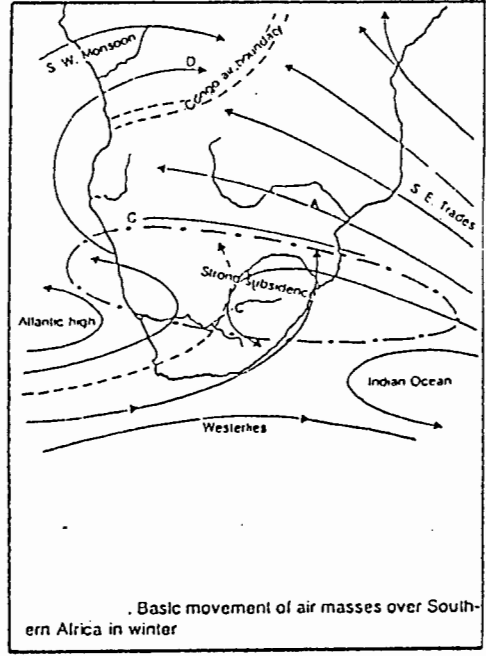 S. W. Monsoon
D
Congo air boundary
S. E. Trades
A
C
Strong subsidenc
C
Atlantic high
Indian Ocean
Westerlies
. Basic movement of air masses over South-
ern Africa in winter